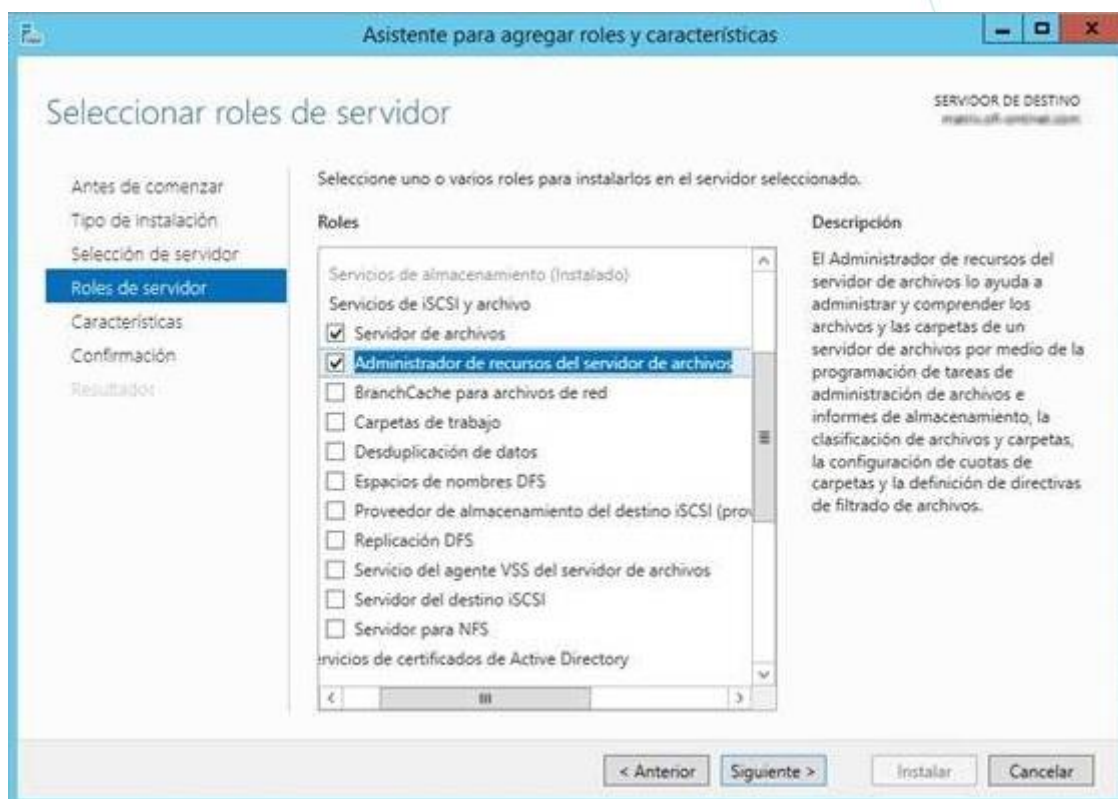 Asistente para agregar roles y características
Seleccionar roles de servidor
SERVIDOR DE DESTINO
Antes de comenzar
Tipo de instalación
Selección de servidor
Roles de servidor
Características
Confirmación
Resultados
Seleccione uno o varios roles para instalarlos en el servidor seleccionado.
Roles
Servicios de almacenamiento (Instalado)
Servicios de iSCSI y archivo
Servidor de archivos
Administrador de recursos del servidor de archivos
BranchCache para archivos de red
Carpetas de trabajo
Desduplicación de datos
Espacios de nombres DFS
Proveedor de almacenamiento del destino iSCSI (prov
Replicación DFS
Servicio del agente VSS del servidor de archivos
Servidor del destino iSCSI
Servidor para NFS
ervicios de certificados de Active Directory
Descripción
El Administrador de recursos del
servidor de archivos lo ayuda a
administrar y comprender los
archivos y las carpetas de un
servidor de archivos por medio de la
programación de tareas de
administración de archivos e
informes de almacenamiento, la
clasificación de archivos y carpetas,
la configuración de cuotas de
carpetas y la definición de directivas
de filtrado de archivos.
< Anterior
Siguiente >
Instalar
Cancelar